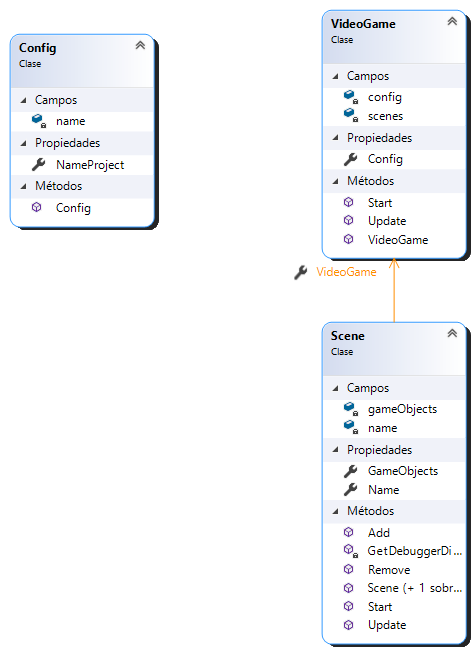 Config
Clase
Campos
name
Propiedades
NameProject
Métodos
Config
VideoGame
Clase
Campos
config
scenes
Propiedades
Config
Métodos
Start
Update
VideoGame
VideoGame
Scene
Clase
Campos
gameObjects
name
Propiedades
GameObjects
Name
Métodos
Add
GetDebuggerDi...
Remove
Scene (+ 1 sobr...
Start
Update